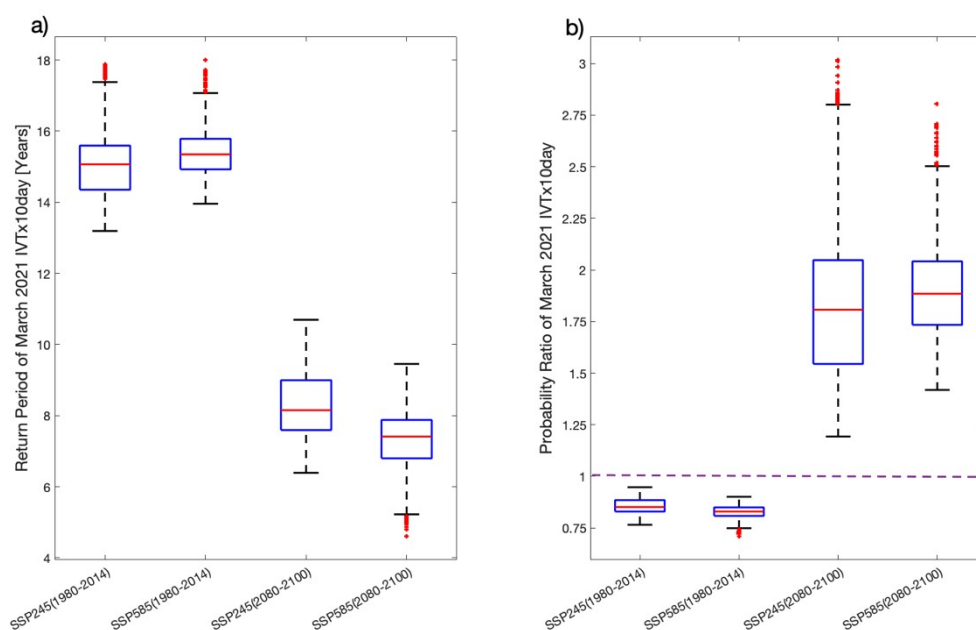 a)
Return Period of March 2021 IVTx10day [Years]
18
16
14
12
10
8
6
4
SSP245(1980-2014)
SSP585(1980-2014)
SSP245(2080-2100)
SSP585(2080-2100)
b)
Probability Ratio of March 2021 IVTx10day
3
2.75
2.5
2.25
2
1.75
1.5
1.25
1
0.75
SSP245(1980-2014)
SSP585(1980-2014)
SSP245(2080-2100)
SSP585(2080-2100)